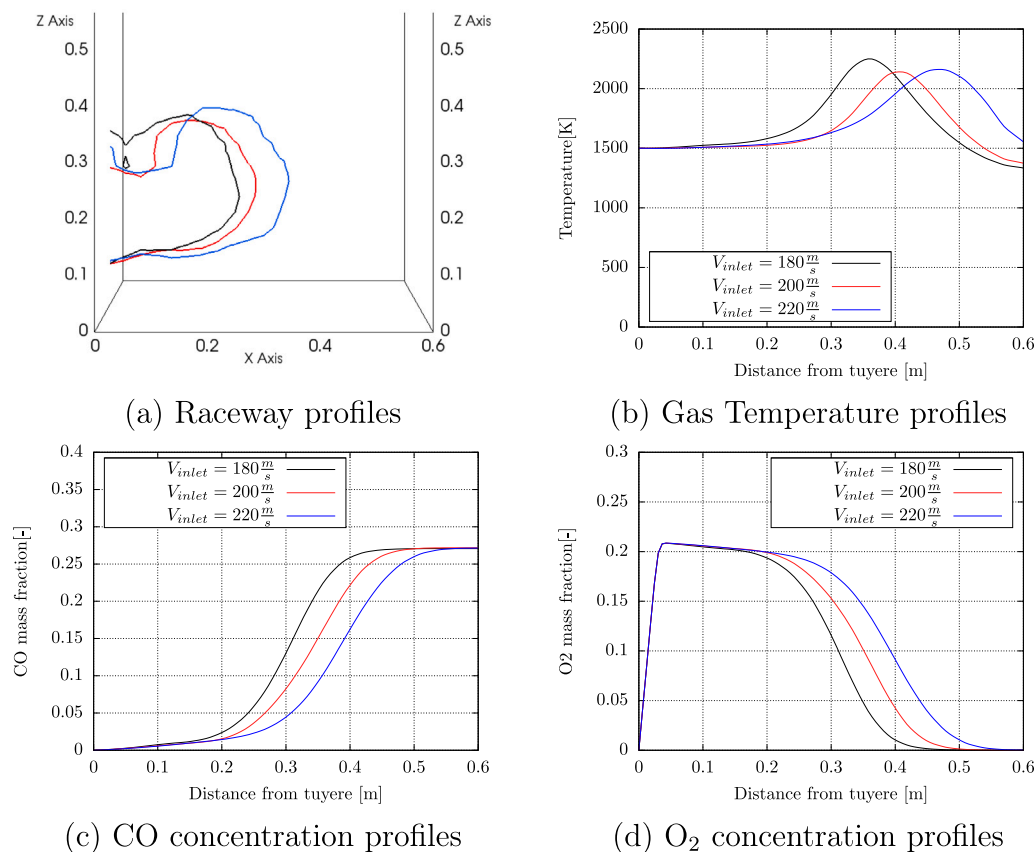 Z Axis
Z Axis
0.5
0.5
0.4
0.4
0.3
0.3
0.2
0.2
0.1
0.1
0
0
0
0.2
0.4
0.6
X Axis
(a) Raceway profiles
2500
2000
1500
1000
500
0
Temperature[K]
V_inlet = 180 m/s
V_inlet = 200 m/s
V_inlet = 220 m/s
0 0.1 0.2 0.3 0.4 0.5 0.6
Distance from tuyere [m]
(b) Gas Temperature profiles
0.4
0.35
0.3
0.25
0.2
0.15
0.1
0.05
0
CO mass fraction[-]
V_inlet = 180 m/s
V_inlet = 200 m/s
V_inlet = 220 m/s
0 0.1 0.2 0.3 0.4 0.5 0.6
Distance from tuyere [m]
(c) CO concentration profiles
0.3
0.25
0.2
0.15
0.1
0.05
0
O2 mass fraction[-]
V_inlet = 180 m/s
V_inlet = 200 m/s
V_inlet = 220 m/s
0 0.1 0.2 0.3 0.4 0.5 0.6
Distance from tuyere [m]
(d) O₂ concentration profiles